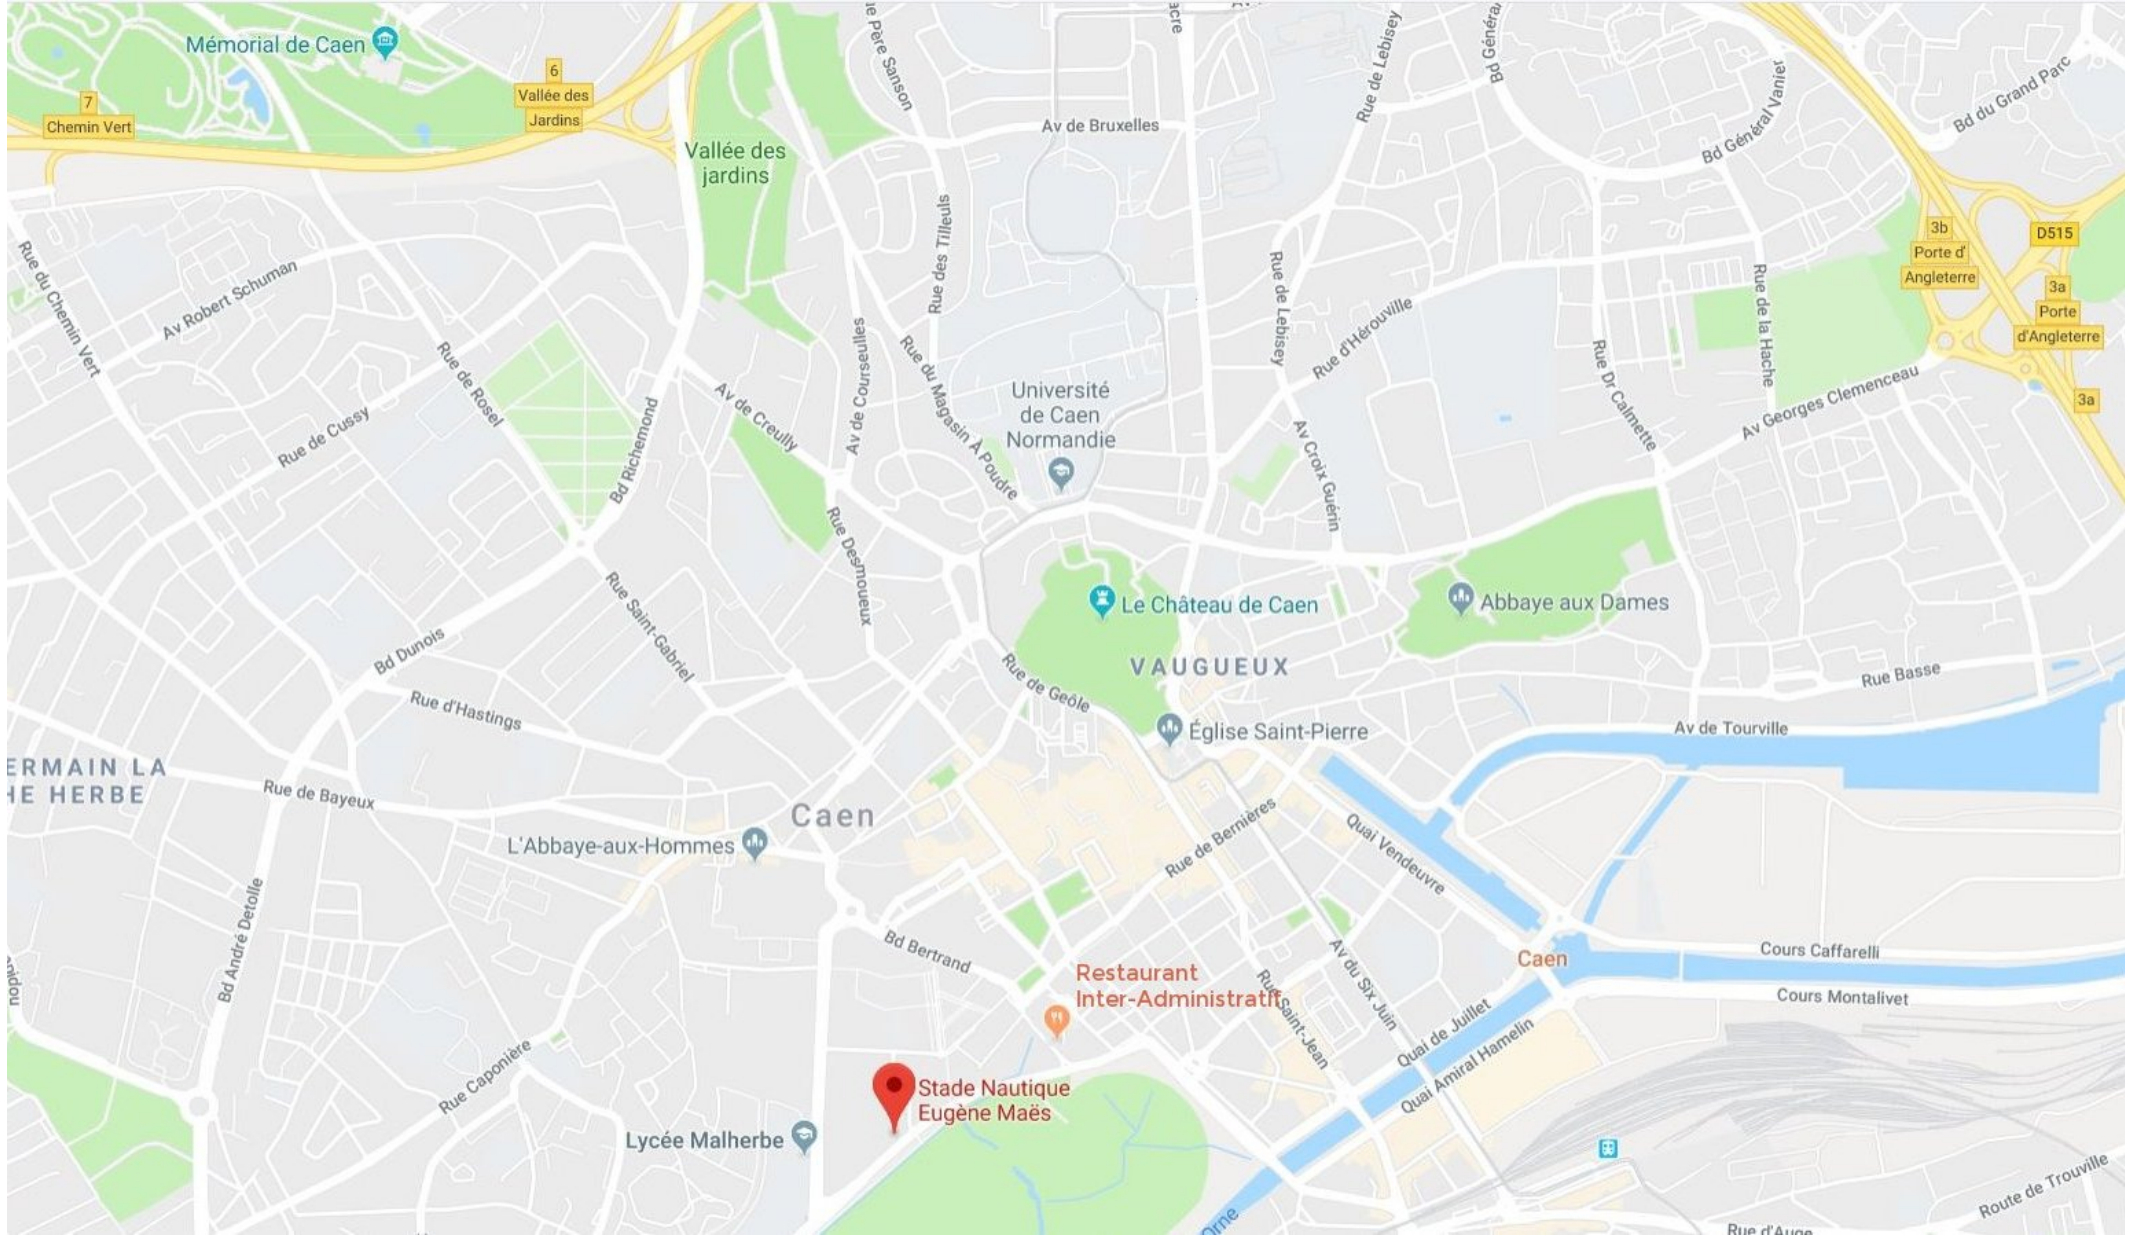 Mémorial de Caen
6
Vallée des
Jardins
7
Chemin Vert
Vallée des
jardins
Père Sanson
Av de Bruxelles
Rue de Lebisey
Bd Général Vanier
Bd du Grand Parc
3b
Porte d'
Angleterre
D515
3a
Porte
d'Angleterre
3a
Rue du Chemin Vert
Av Robert Schuman
Rue de Rosel
Rue de Cussy
Bd Richemond
Av de Creully
Av de Courseulles
Rue des Tilleuls
Rue du Magasin À Poudre
Université
de Caen
Normandie
Rue de Lebisey
Rue d'Hérouville
Av Croix Guérin
Rue Dr Calmette
Rue de la Hache
Av Georges Clemenceau
Rue Desmoueux
Rue Saint-Gabriel
Bd Dunois
Rue d'Hastings
Le Château de Caen
VAUGUEUX
Abbaye aux Dames
Rue Basse
Rue de Geôle
Église Saint-Pierre
Av de Tourville
ERMAIN LA
HE HERBE
Rue de Bayeux
Caen
L'Abbaye-aux-Hommes
Rue de Bernières
Quai Vendeuvre
Bd André Detolle
Bd Bertrand
Restaurant
Inter-Administratif
Rue Saint-Jean
Av du Six Juin
Caen
Cours Caffarelli
Cours Montalivet
Quai de Juillet
Quai Amiral Hamelin
Rue Caponière
Stade Nautique
Eugène Maës
Lycée Malherbe
Orne
Route de Trouville
Rue d'Auge